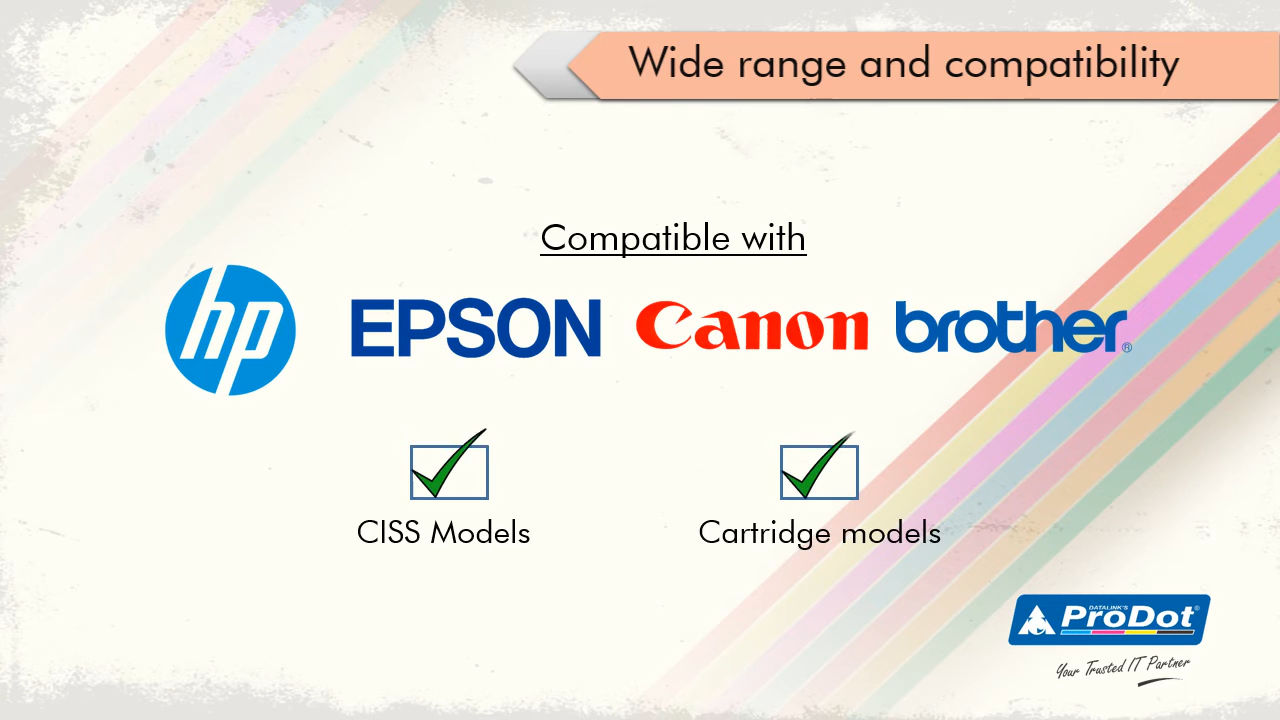 Wide range and compatibility
Compatible with
hp EPSON Canon brother®
CISS Models Cartridge models
DATALINK'S
ProDot®
Your Trusted IT Partner